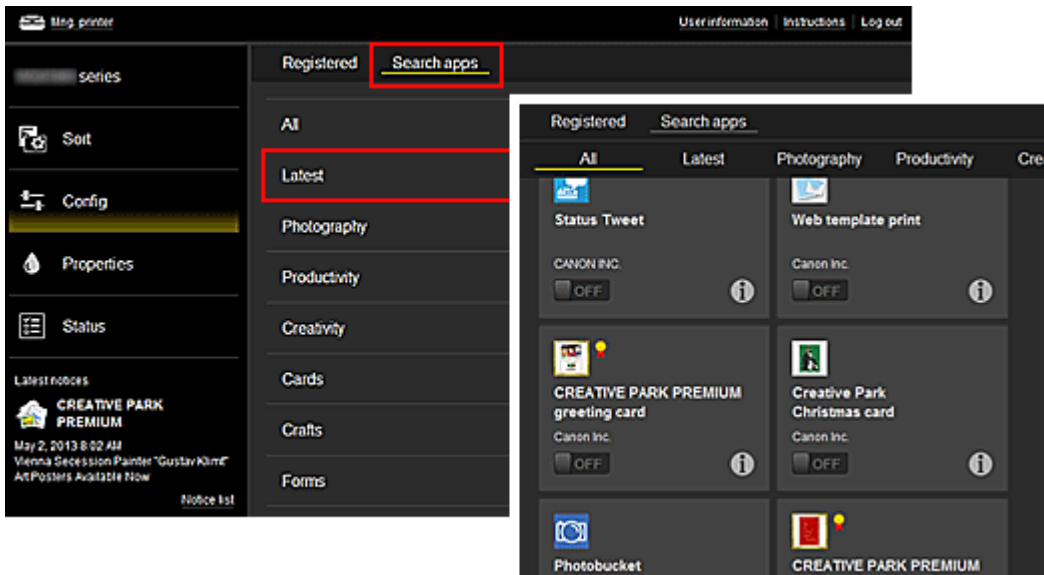 ting printer
User information Instructions Log out
series
Sort
Config
Properties
Status
Latest notices
CREATIVE PARK
PREMIUM
May 2, 2013 8:02 AM
Vienna Secession Painter "Gustav Klimt"
Art Posters Available Now
Notice list
Registered Search apps
All
Latest
Photography
Productivity
Creativity
Cards
Crafts
Forms
Registered Search apps
All Latest Photography Productivity Cre
Status Tweet
CANON INC.
OFF
Web template print
Canon Inc.
OFF
CREATIVE PARK PREMIUM
greeting card
Canon Inc.
OFF
Creative Park
Christmas card
Canon Inc.
OFF
Photobucket
CREATIVE PARK PREMIUM